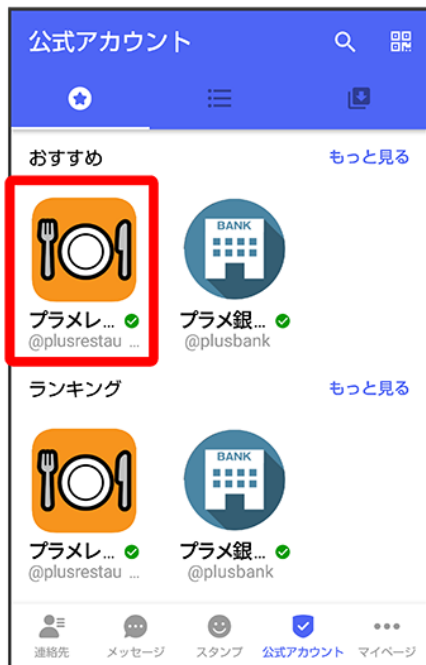 公式アカウント
おすすめ
もっと見る
BANK
プラメレ...
プラメ銀...
@plusrestau ...
@plusbank
ランキング
もっと見る
BANK
プラメレ...
プラメ銀...
@plusrestau ...
@plusbank
連絡先
メッセージ
スタンプ
公式アカウント
マイページ